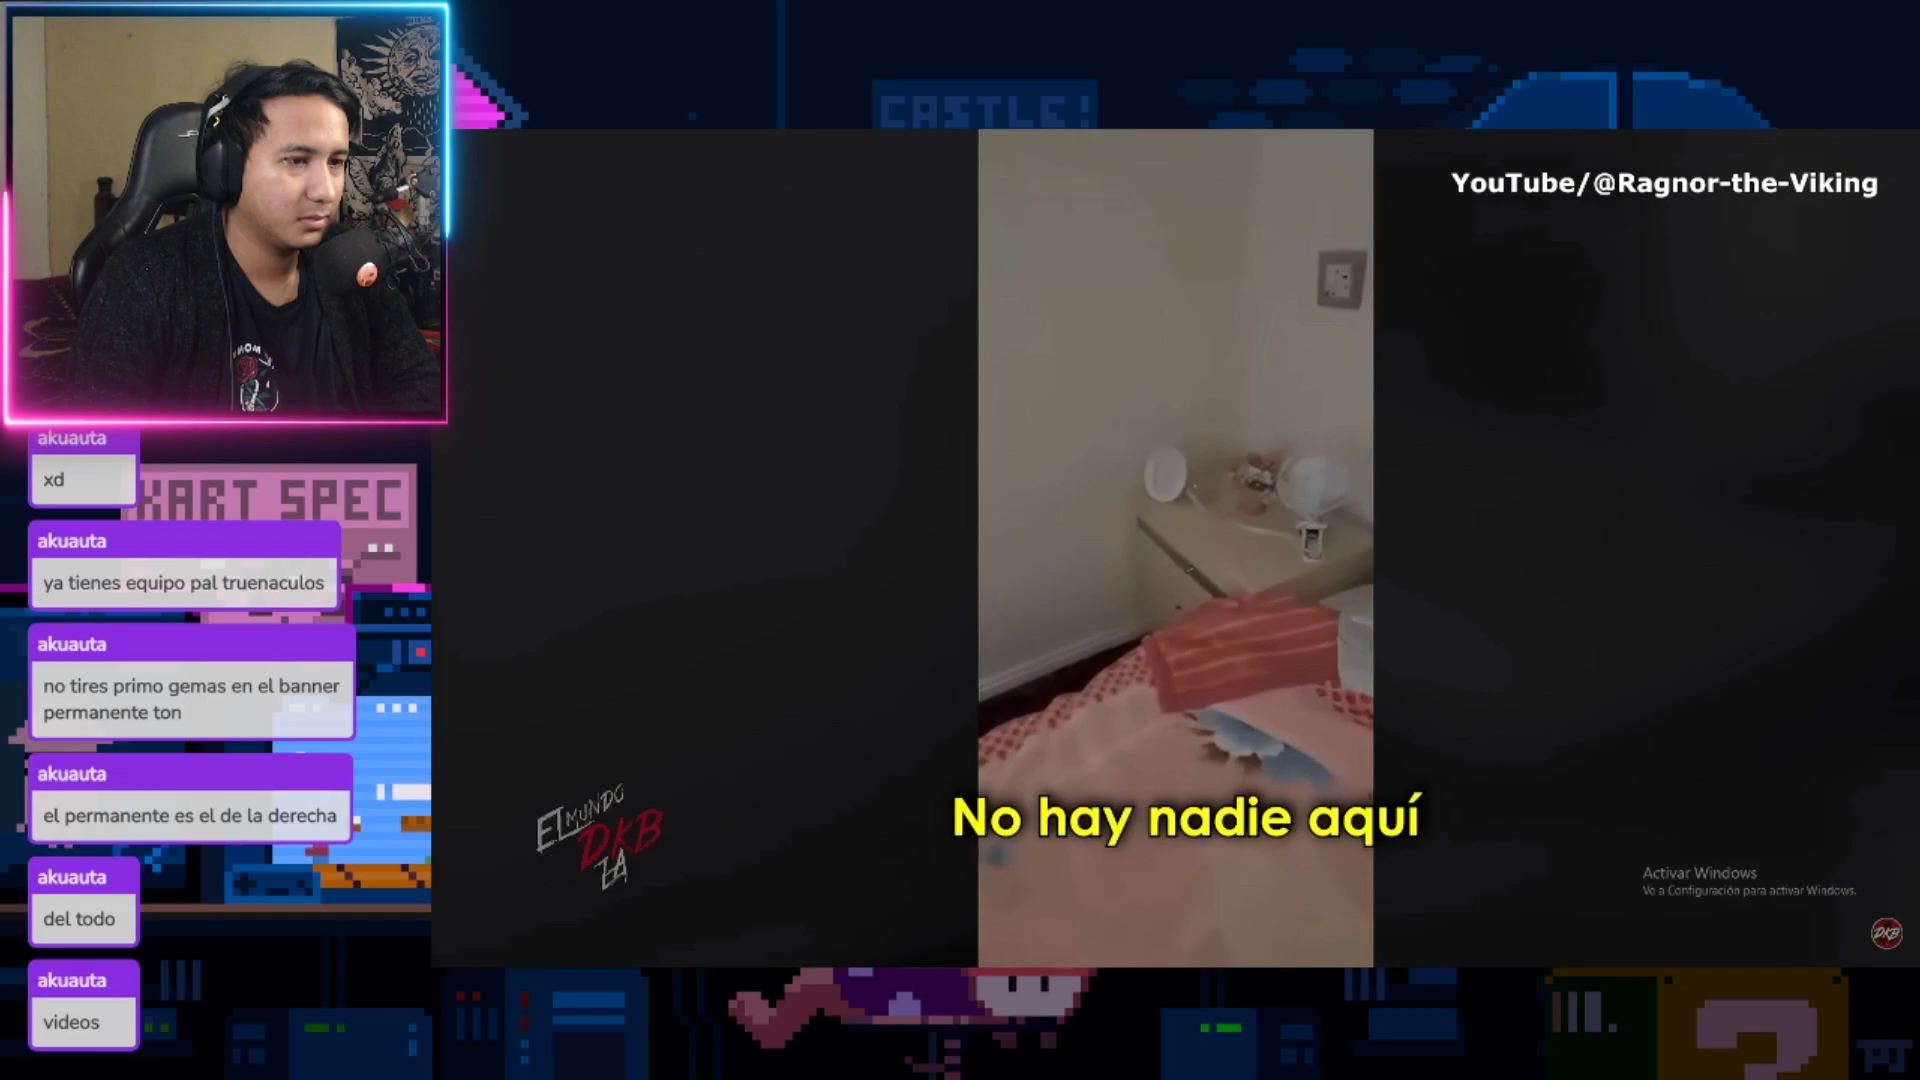 CASTLE!
YouTube/@Ragnor-the-Viking
akuauta
xd
KART SPEC
akuauta
ya tienes equipo pal truenaculos
akuauta
no tires primo gemas en el banner
permanente ton
akuauta
el permanente es el de la derecha
akuauta
del todo
akuauta
videos
EL MUNDO
DKB
ZA
No hay nadie aquí
Activar Windows
Ve a Configuración para activar Windows.
DKB